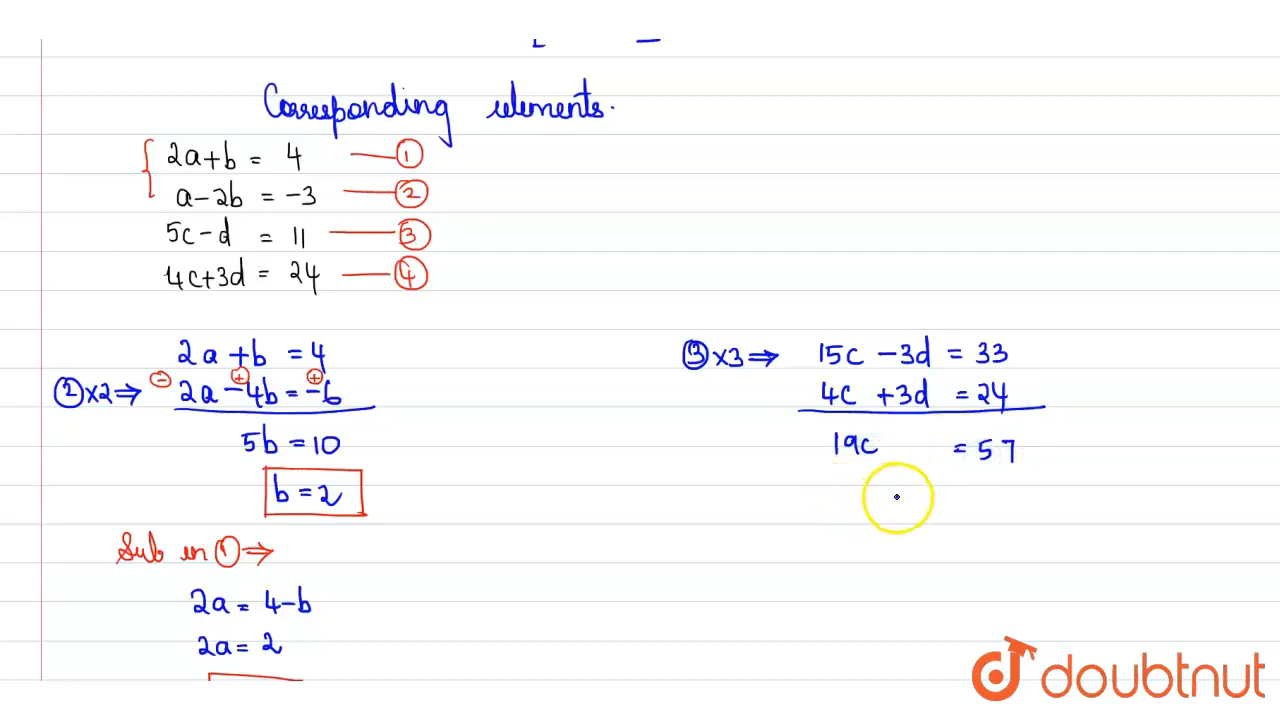 Corresponding elements.
2a+b = 4 ①
a-2b = -3 ②
5c-d = 11 ③
4c+3d = 24 ④
2a +b = 4
②x2⇒ 2a -4b = -6
⊖ ⊕ ⊕
5b = 10
b = 2
Sub in ①⇒
2a = 4-b
2a = 2
③x3⇒ 15c -3d = 33
4c +3d = 24
19c = 57
doubtnut